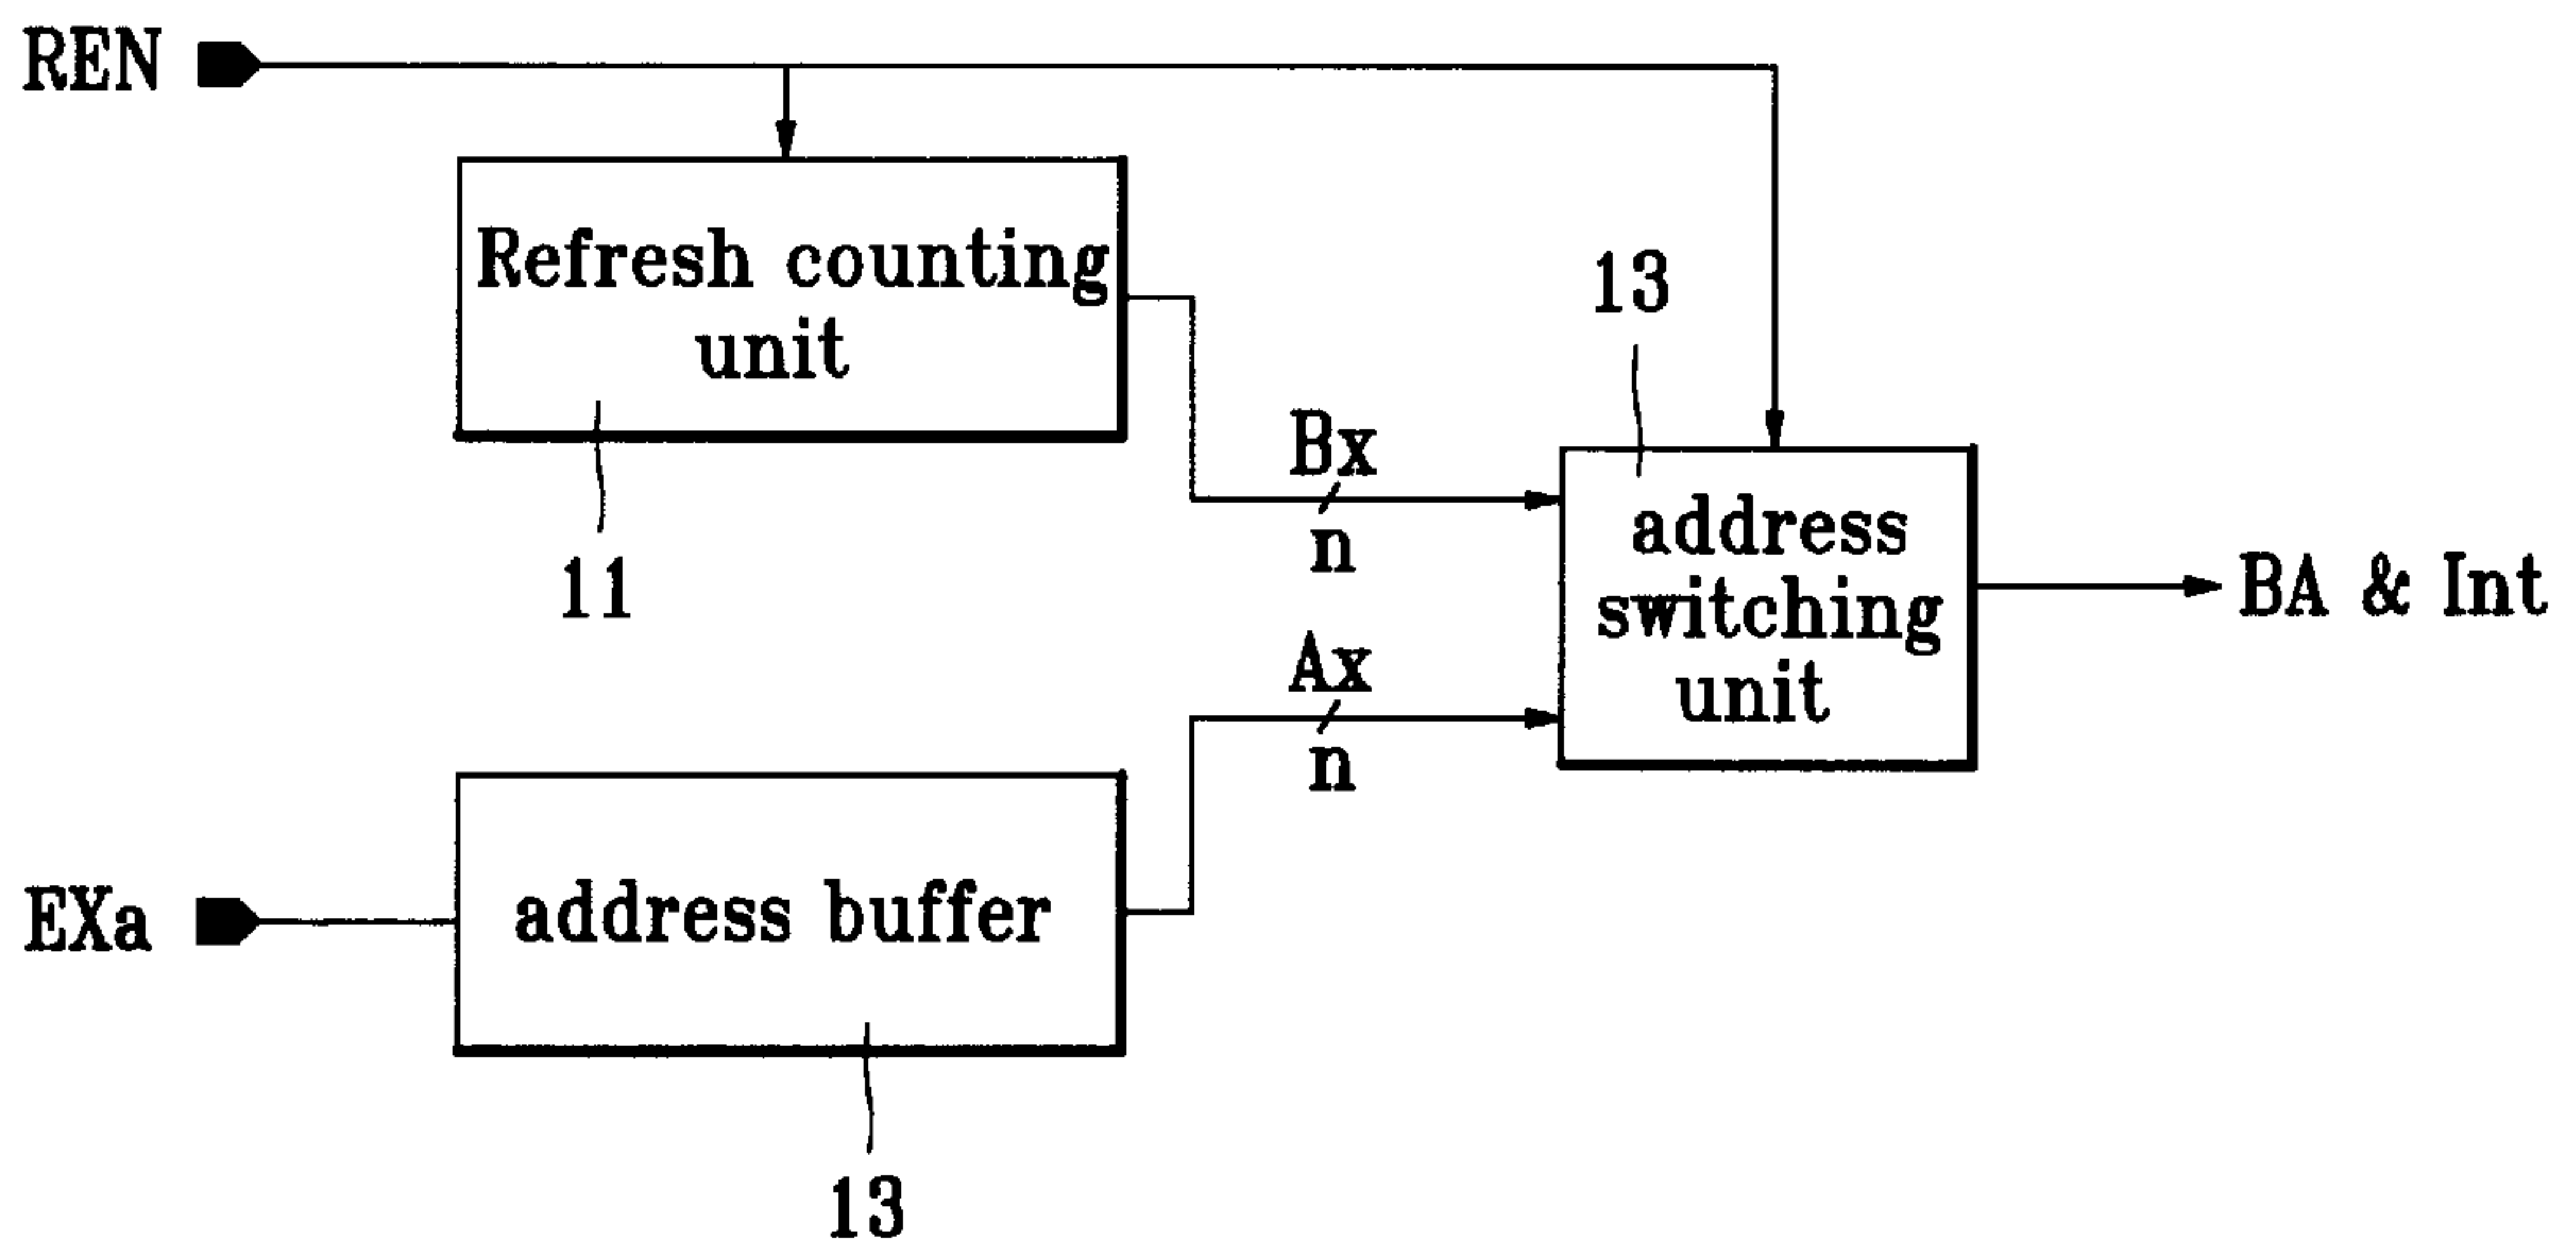 REN
Refresh counting
unit
11
13
Bx
n
address
switching
unit
BA & Int
Ax
n
EXa
address buffer
13